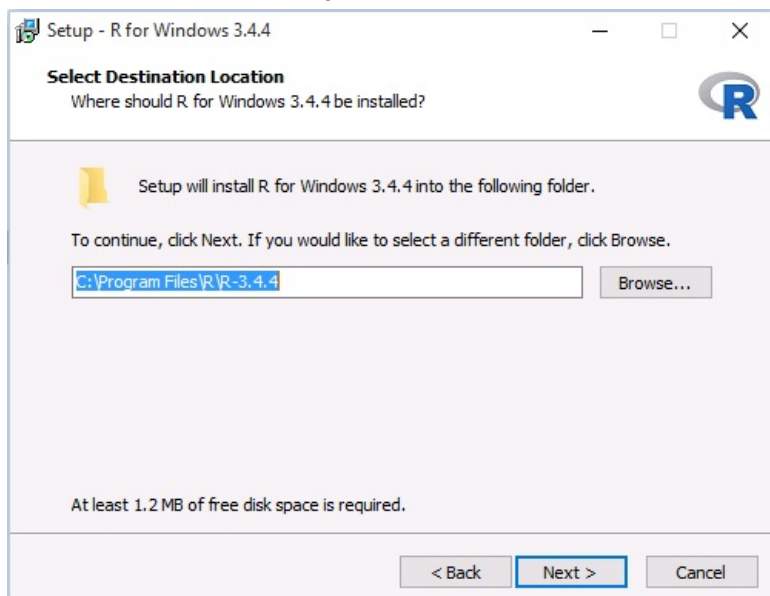 Setup - R for Windows 3.4.4
Select Destination Location
Where should R for Windows 3.4.4 be installed?
R
Setup will install R for Windows 3.4.4 into the following folder.
To continue, click Next. If you would like to select a different folder, click Browse.
C:\Program Files\R\R-3.4.4
Browse...
At least 1.2 MB of free disk space is required.
< Back Next > Cancel